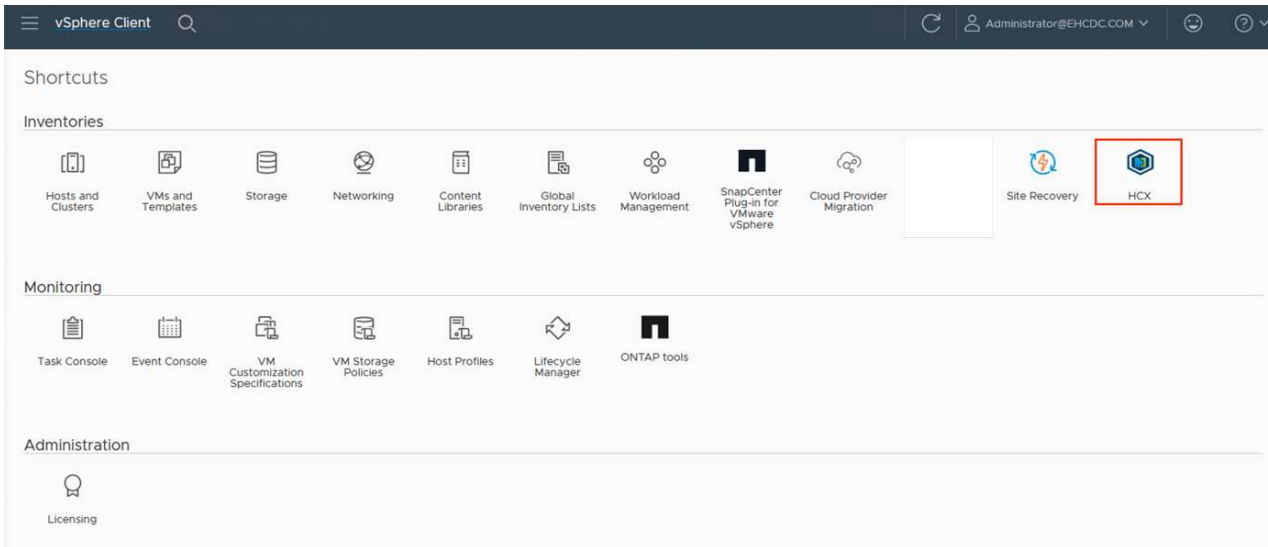 vSphere Client
Administrator@EHCDC.COM
Shortcuts
Inventories
Hosts and
Clusters
VMs and
Templates
Storage
Networking
Content
Libraries
Global
Inventory Lists
Workload
Management
SnapCenter
Plug-in for
VMware
vSphere
Cloud Provider
Migration
Site Recovery
HCX
Monitoring
Task Console
Event Console
VM
Customization
Specifications
VM Storage
Policies
Host Profiles
Lifecycle
Manager
ONTAP tools
Administration
Licensing